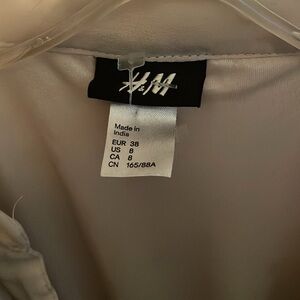 H&M
Made in
India
EUR 38
US 8
CA 8
CN 165/88A